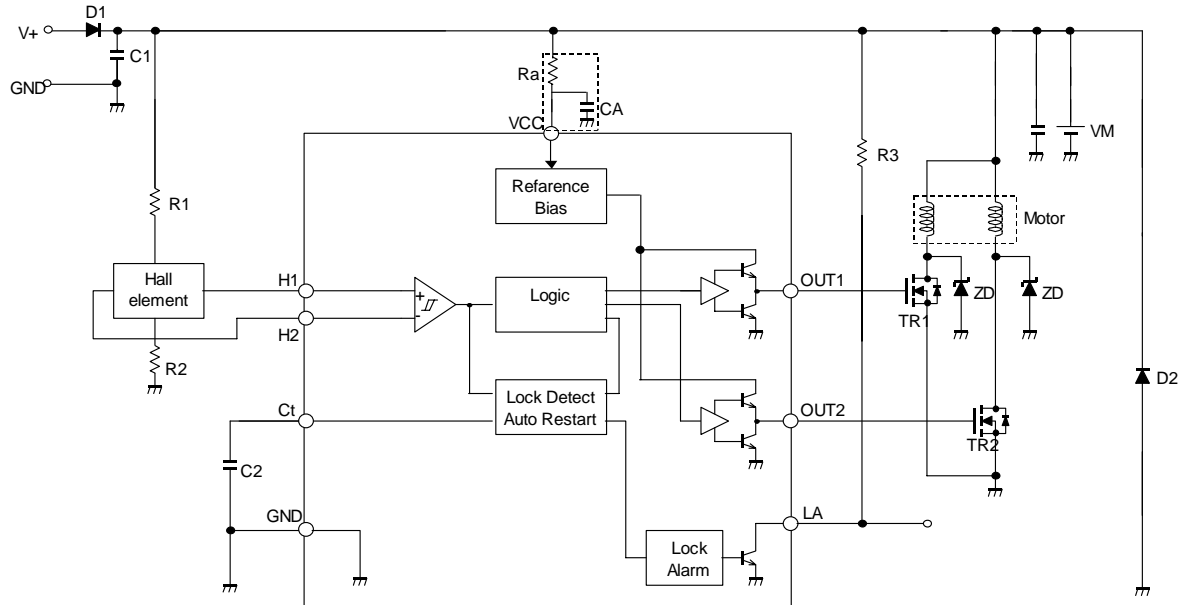 D1
V+
C1
GND
Ra
CA
VCC
VM
R3
R1
Refarence
Bias
Motor
Hall
element
H1
+
-
Logic
OUT1
ZD
ZD
TR1
H2
R2
D2
Lock Detect
Auto Restart
Ct
OUT2
TR2
C2
GND
LA
Lock
Alarm